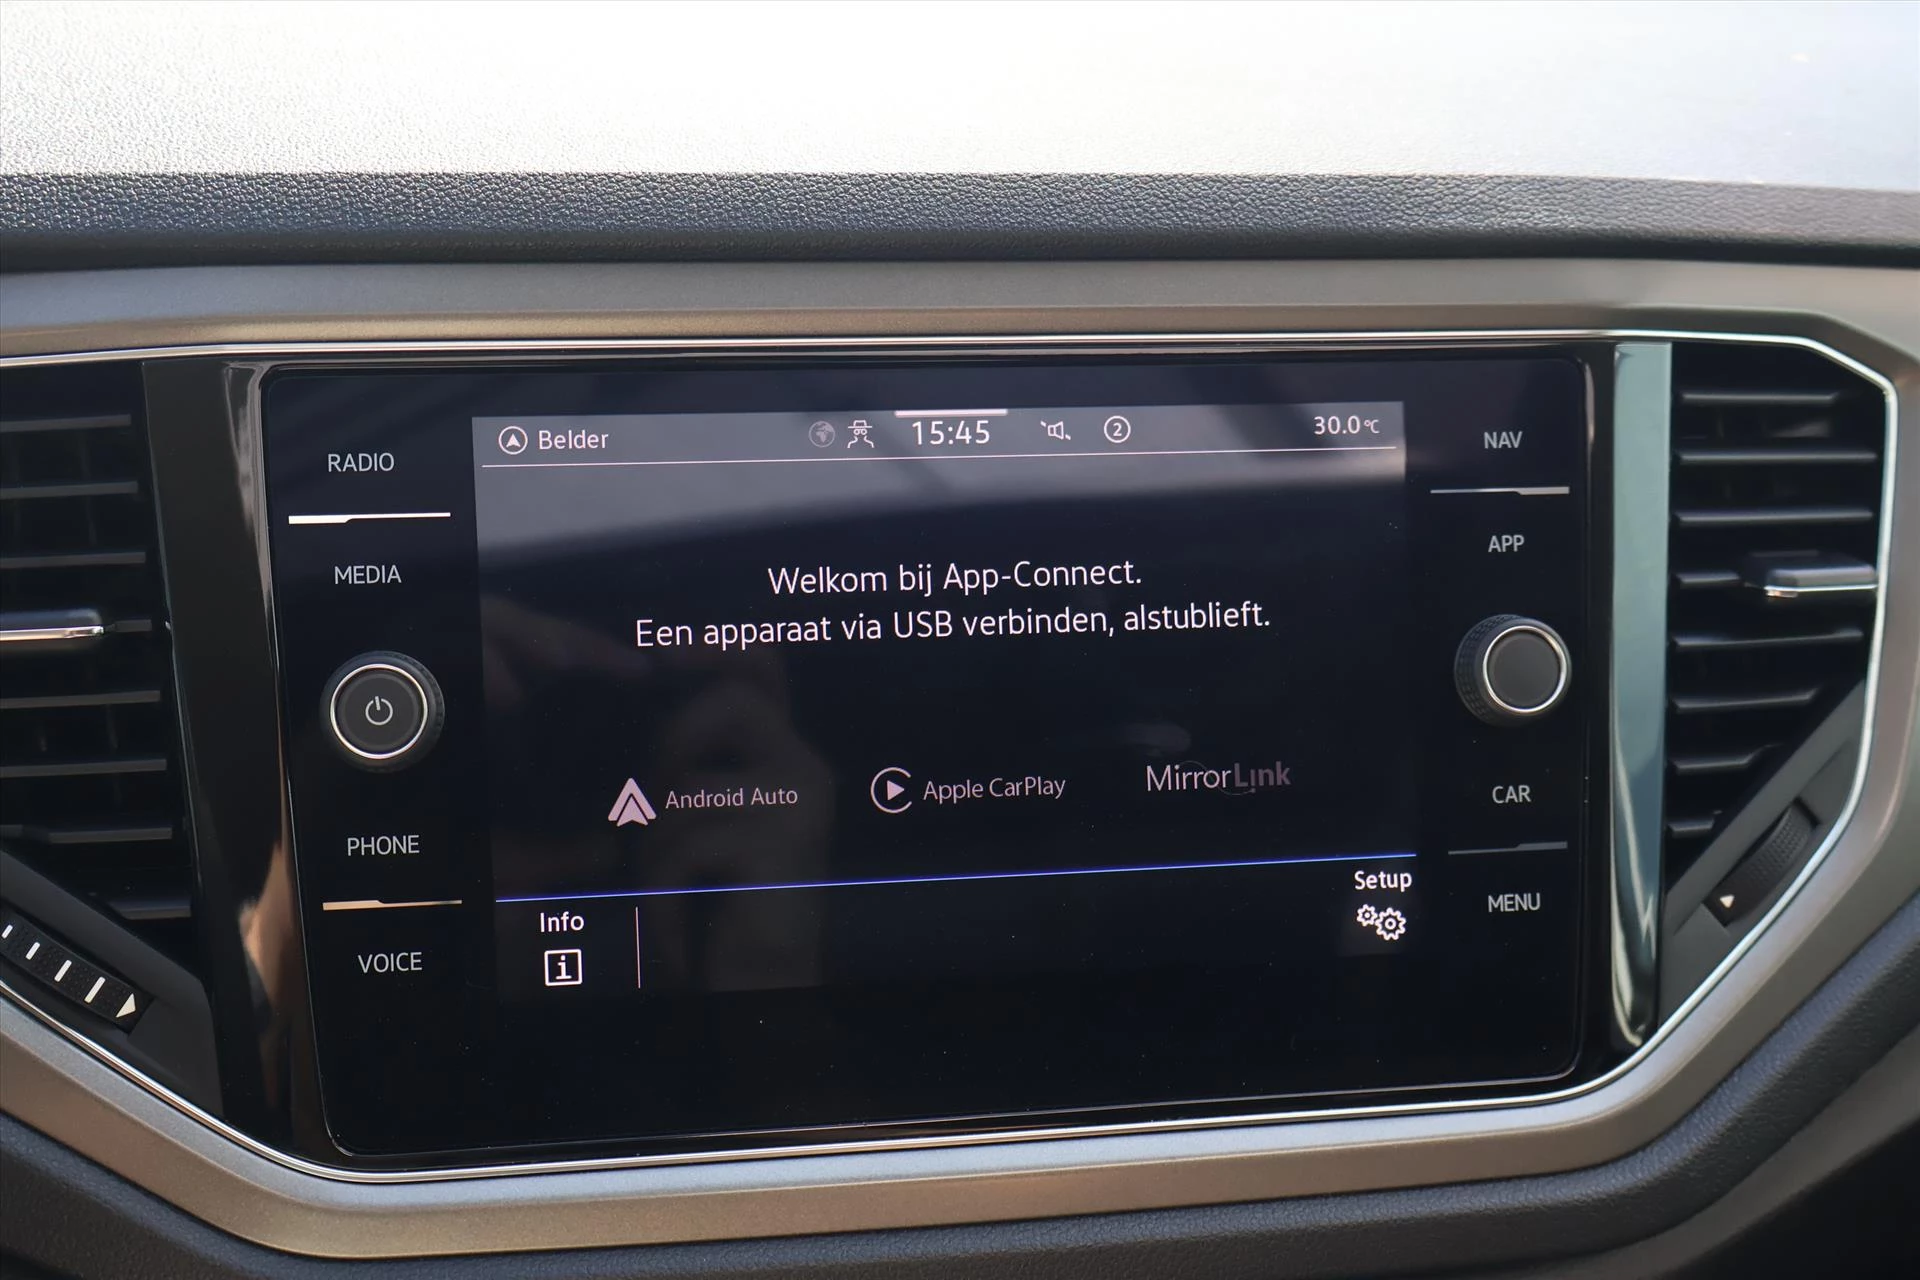 RADIO
MEDIA
PHONE
VOICE
Belder
15:45
2
30.0°C
Welkom bij App-Connect.
Een apparaat via USB verbinden, alstublieft.
Android Auto
Apple CarPlay
MirrorLink
Info
i
Setup
NAV
APP
CAR
MENU